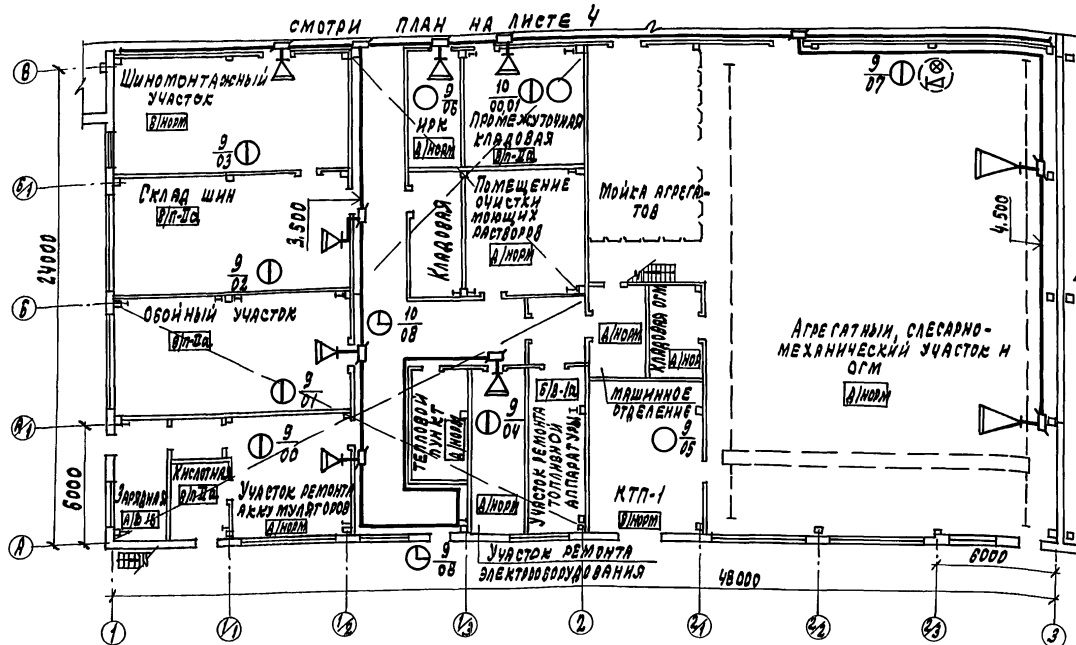 СМОТРИ ПЛАН НА ЛИСТЕ 4
В
ШИНОМОНТАЖНЫЙ
УЧАСТОК
В/НОРМ
9
03
Б1
СКЛАД ШИН
В/П-IIа
9
02
3.500
24000
Б
ОБОЙНЫЙ УЧАСТОК
В/П-IIа
9
01
А1
9
00
6000
ЗАРЯДНАЯ
КИСЛОТНАЯ
Д/П-IIа
УЧАСТОК РЕМОНТА
АККУМУЛЯТОРОВ
Д/НОРМ
А
9
06
ИРК
Д/НОРМ
10
00,01
ПРОМЕЖУТОЧНАЯ
КЛАДОВАЯ
В/П-IIа
КЛАДОВАЯ
ПОМЕЩЕНИЕ
ОЧИСТКИ
МОЮЩИХ
РАСТВОРОВ
Д/НОРМ
10
08
ТЕПЛОВОЙ
ПУНКТ
Д/НОРМ
9
04
Д/НОРМ
УЧАСТОК РЕМОНТА
ТОПЛИВНОЙ
АППАРАТУРЫ
Б/В-Iа
9
08
УЧАСТОК РЕМОНТА
ЭЛЕКТРООБОРУДОВАНИЯ
МОЙКА АГРЕГА-
ТОВ
Д/НОРМ
КЛАДОВАЯ ОГМ
Д/НОР
МАШИННОЕ
ОТДЕЛЕНИЕ
9
05
КТП-1
В/НОРМ
9
07
4.500
АГРЕГАТНЫЙ, СЛЕСАРНО-
МЕХАНИЧЕСКИЙ УЧАСТОК И
ОГМ
Д/НОРМ
6000
48000
1
1/1
1/2
1/3
2
2/1
2/2
2/3
3